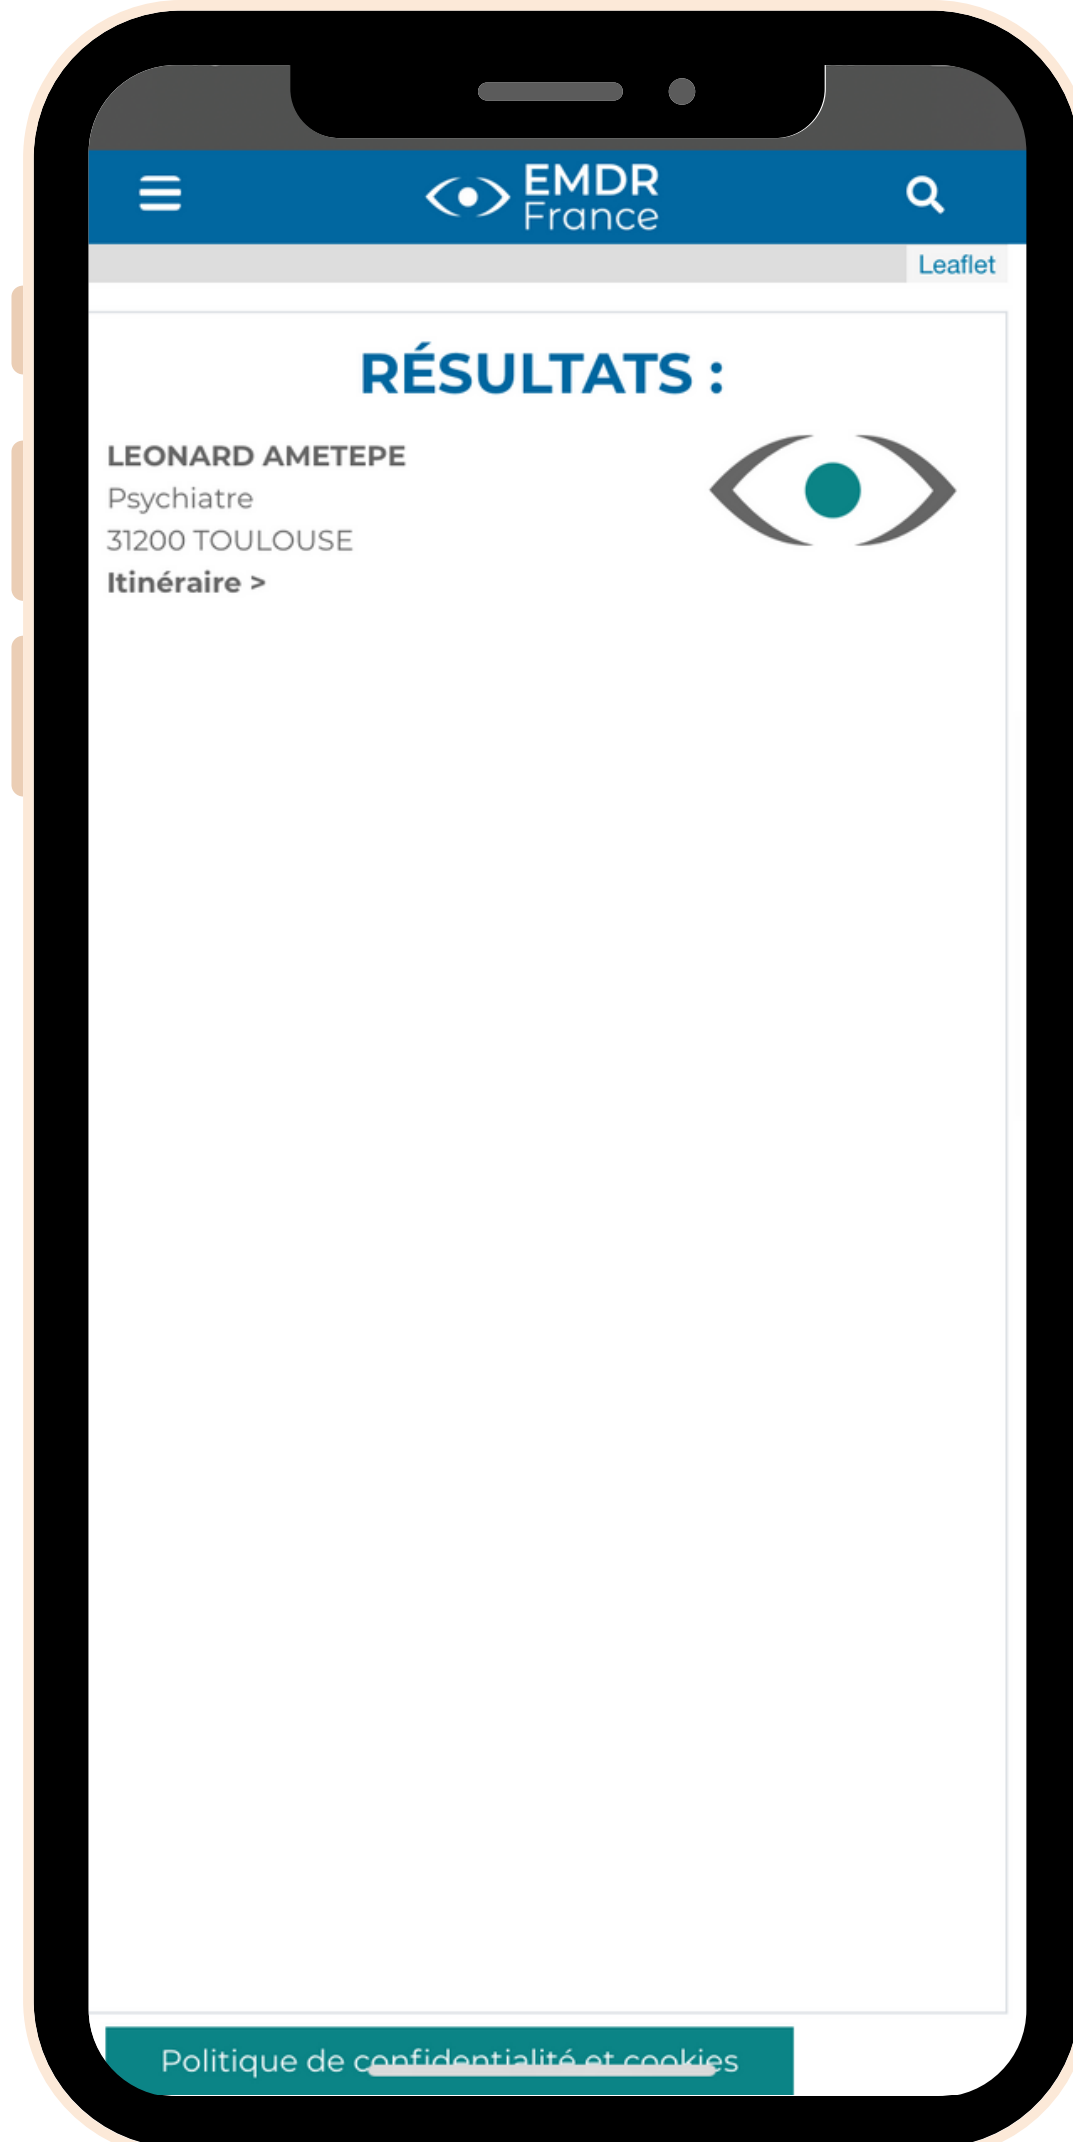 EMDR
France
Leaflet
RÉSULTATS :
LEONARD AMETEPE
Psychiatre
31200 TOULOUSE
Itinéraire >
Politique de confidentialité et cookies